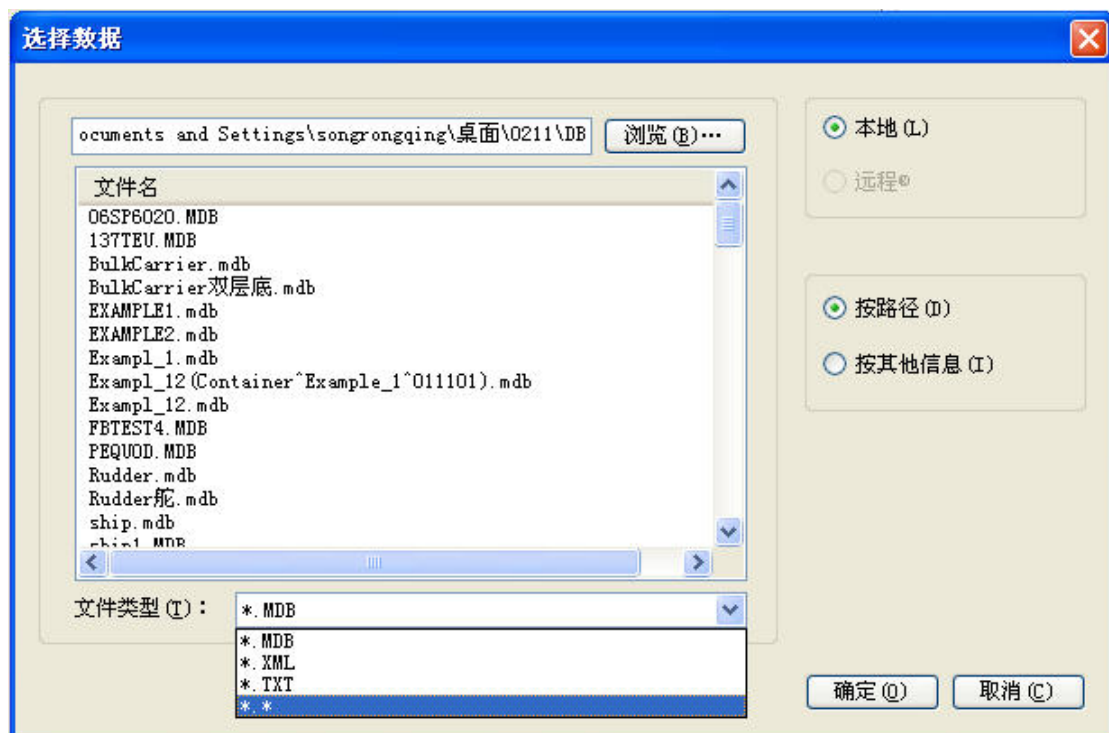 选择数据
ocuments and Settings\songrongqing\桌面\0211\DB
浏览(B)…
文件名
06SP6020.MDB
137TEU.MDB
BulkCarrier.mdb
BulkCarrier双层底.mdb
EXAMPLE1.mdb
EXAMPLE2.mdb
Exampl_1.mdb
Exampl_12(Container^Example_1^011101).mdb
Exampl_12.mdb
FBTEST4.MDB
PEQUOD.MDB
Rudder.mdb
Rudder舵.mdb
ship.mdb
ship1.MDB
文件类型(T)：
*.MDB
*.MDB
*.XML
*.TXT
*.*
本地(L)
远程®
按路径(D)
按其他信息(I)
确定(O)
取消(C)